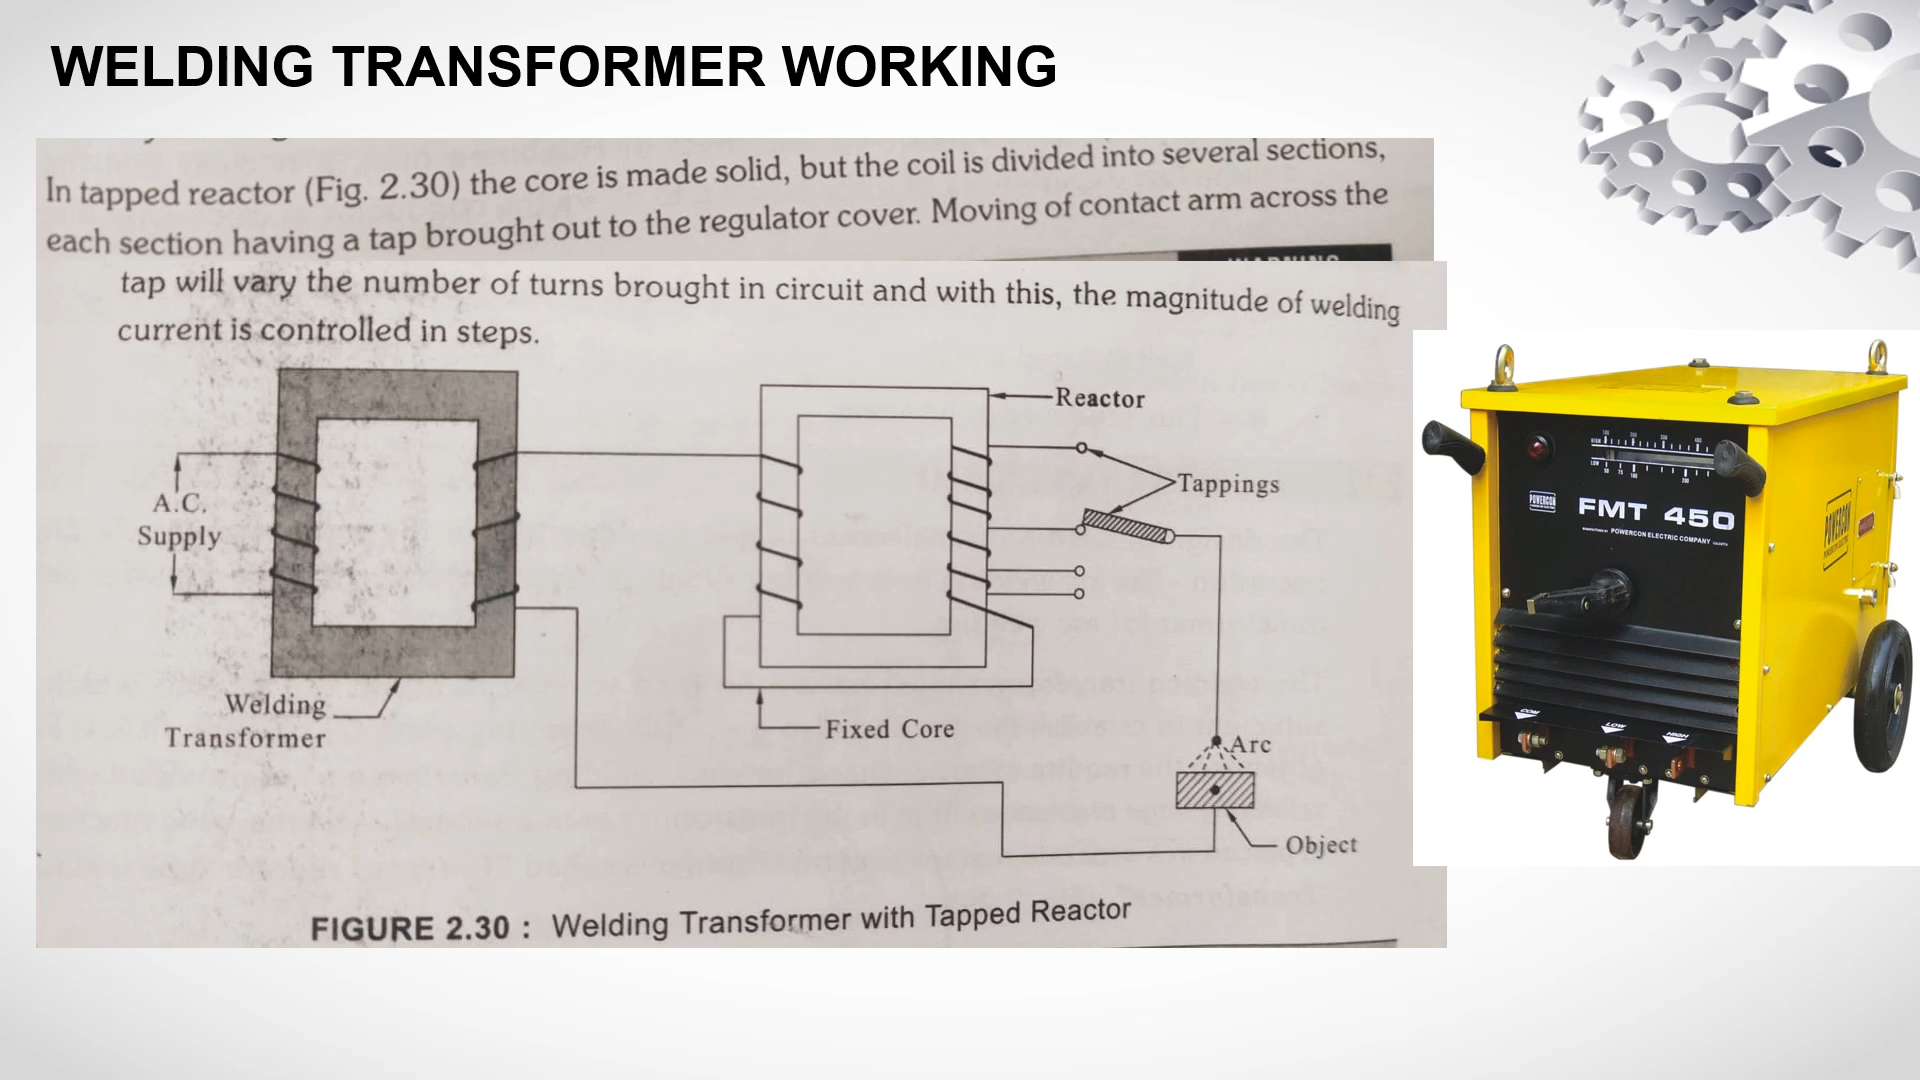 WELDING TRANSFORMER WORKING
In tapped reactor (Fig. 2.30) the core is made solid, but the coil is divided into several sections,
each section having a tap brought out to the regulator cover. Moving of contact arm across the
tap will vary the number of turns brought in circuit and with this, the magnitude of welding
current is controlled in steps.
Reactor
Tappings
A.C.
Supply
Welding
Transformer
Fixed Core
Arc
Object
FIGURE 2.30 : Welding Transformer with Tapped Reactor
HIGH
LOW
POWERCON
FMT 450
POWERCON ELECTRIC COMPANY
POWERCON
COM
LOW
HIGH